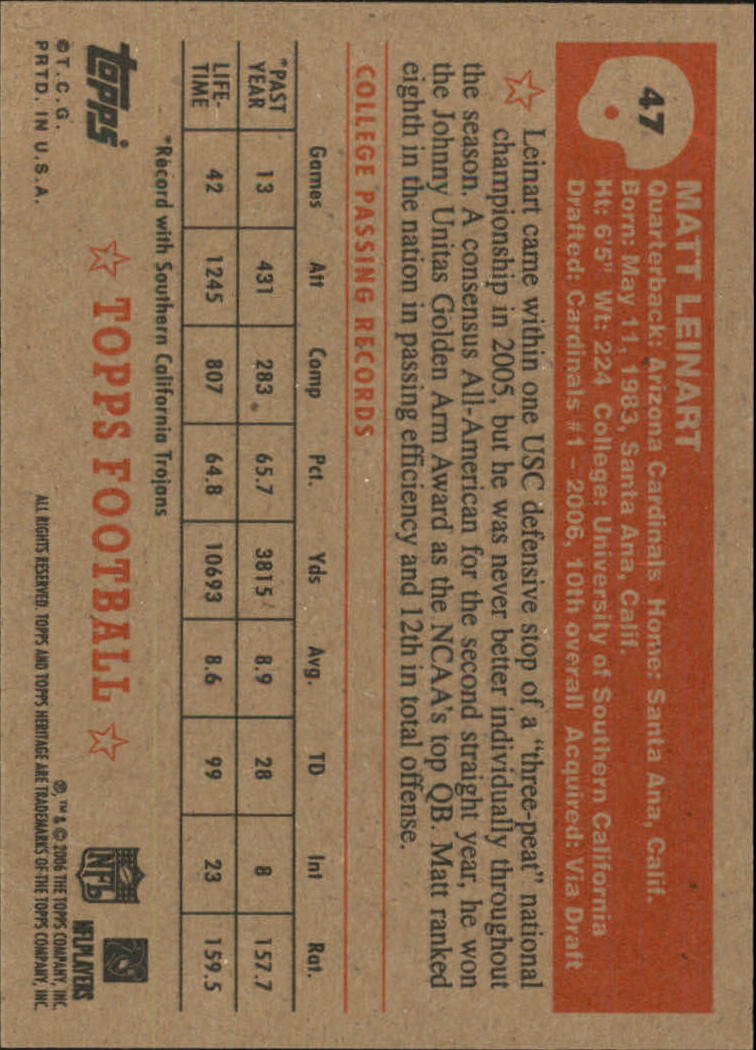 47
MATT LEINART
Quarterback: Arizona Cardinals Home: Santa Ana, Calif.
Born: May 11, 1983, Santa Ana, Calif.
Ht: 6'5" Wt: 224 College: University of Southern California
Drafted: Cardinals #1 - 2006, 10th overall Acquired: Via Draft
Leinart came within one USC defensive stop of a "three-peat" national
championship in 2005, but he was never better individually throughout
the season. A consensus All-American for the second straight year, he won
the Johnny Unitas Golden Arm Award as the NCAA's top QB. Matt ranked
eighth in the nation in passing efficiency and 12th in total offense.
COLLEGE PASSING RECORDS
Games Att Comp Pct. Yds Avg. TD Int Rat.
*PAST YEAR 13 431 283 65.7 3815 8.9 28 8 157.7
LIFE-TIME 42 1245 807 64.8 10693 8.6 99 23 159.5
*Record with Southern California Trojans
topps
©T.C.G.
PRTD. IN U.S.A.
TOPPS FOOTBALL
NFL
NFLPLAYERS
®, ™ & © 2006 THE TOPPS COMPANY, INC.
ALL RIGHTS RESERVED. TOPPS AND TOPPS HERITAGE ARE TRADEMARKS OF THE TOPPS COMPANY, INC.